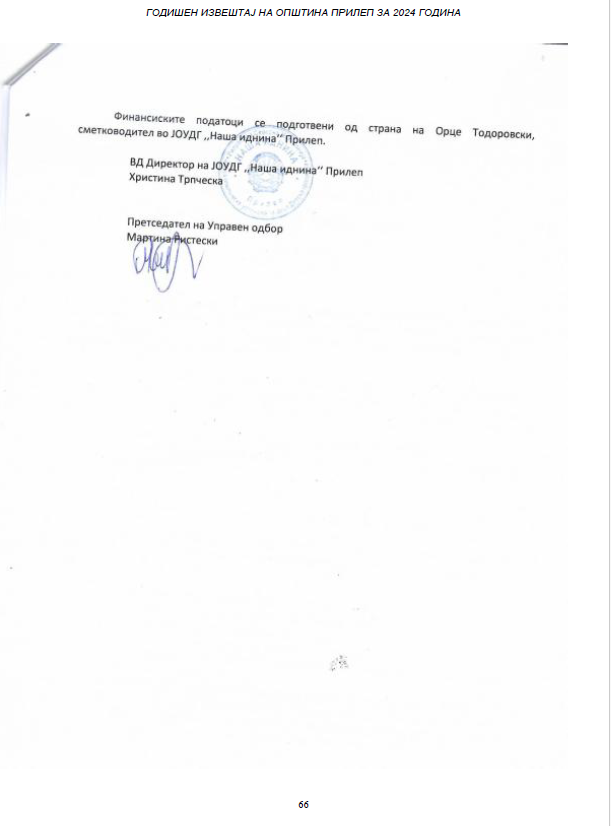 ГОДИШЕН ИЗВЕШТАЈ НА ОПШТИНА ПРИЛЕП ЗА 2024 ГОДИНА
Финансиските податоци се подготвени од страна на Орце Тодоровски,
сметководител во ЈОУДГ ,,Наша иднина‘‘ Прилеп.
ВД Директор на ЈОУДГ ,,Наша иднина‘‘ Прилеп
Христина Трпческа
НАША ИДНИНА
Претседател на Управен одбор
Мартина Ристески
66